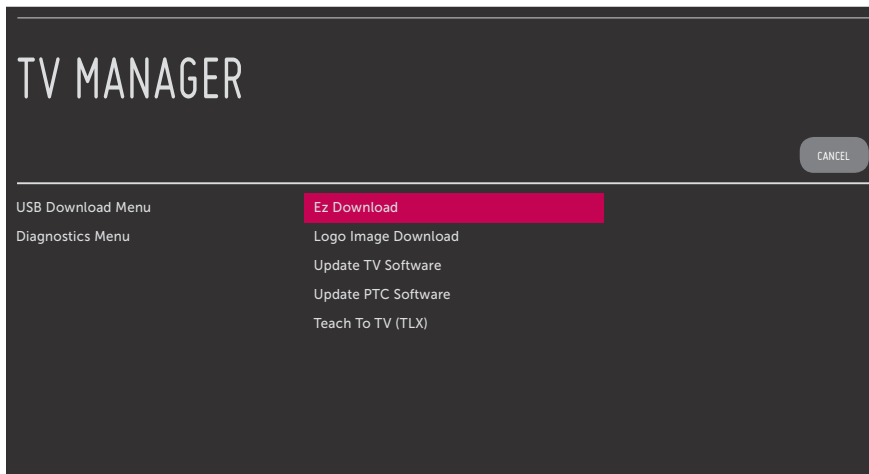 TV MANAGER
CANCEL
USB Download Menu
Diagnostics Menu
Ez Download
Logo Image Download
Update TV Software
Update PTC Software
Teach To TV (TLX)